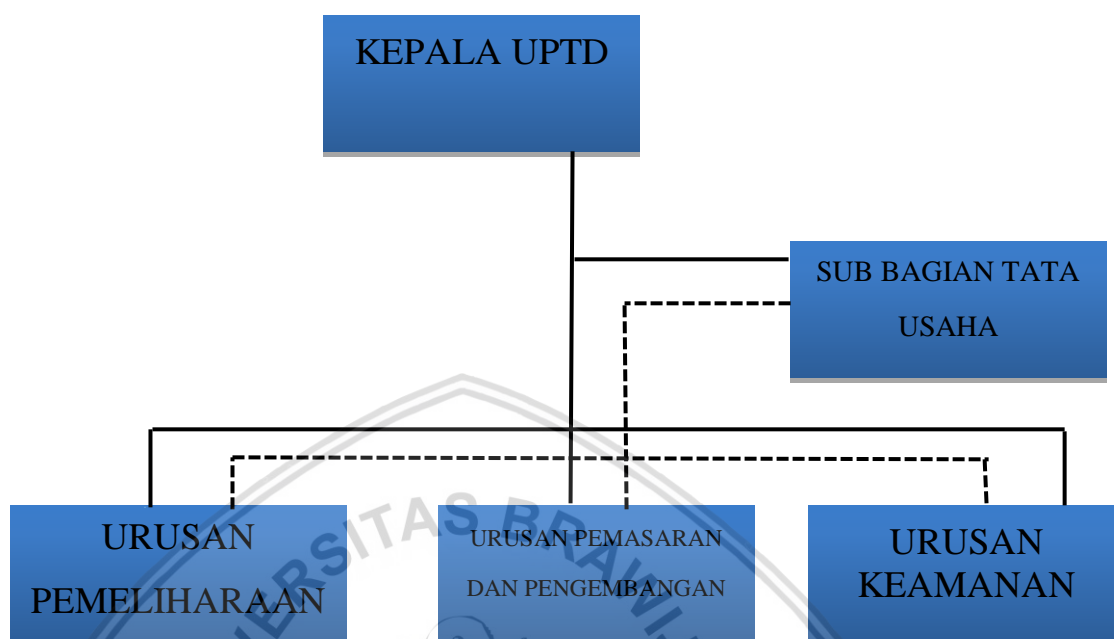 KEPALA UPTD
SUB BAGIAN TATA
USAHA
URUSAN
PEMELIHARAAN
URUSAN PEMASARAN
DAN PENGEMBANGAN
URUSAN
KEAMANAN